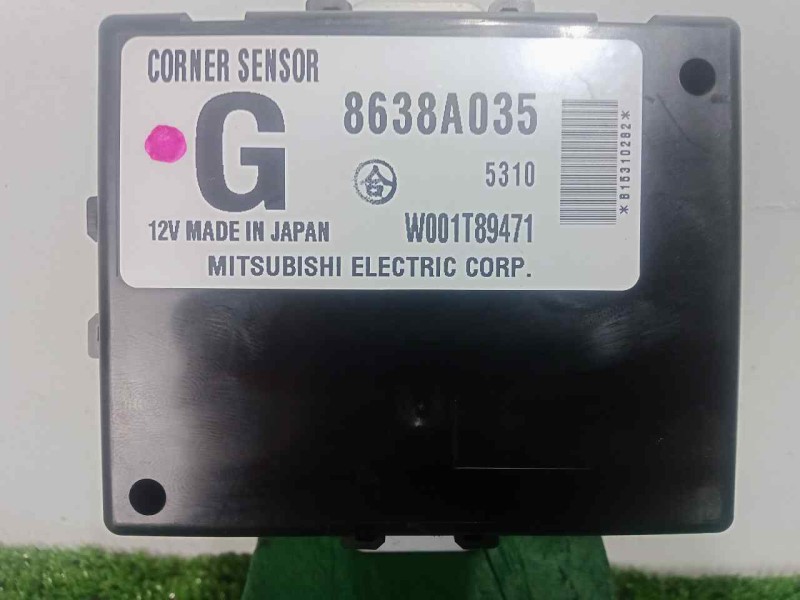 CORNER SENSOR
G
8638A035
5310
12V MADE IN JAPAN
W001T89471
MITSUBISHI ELECTRIC CORP.
*815310282*